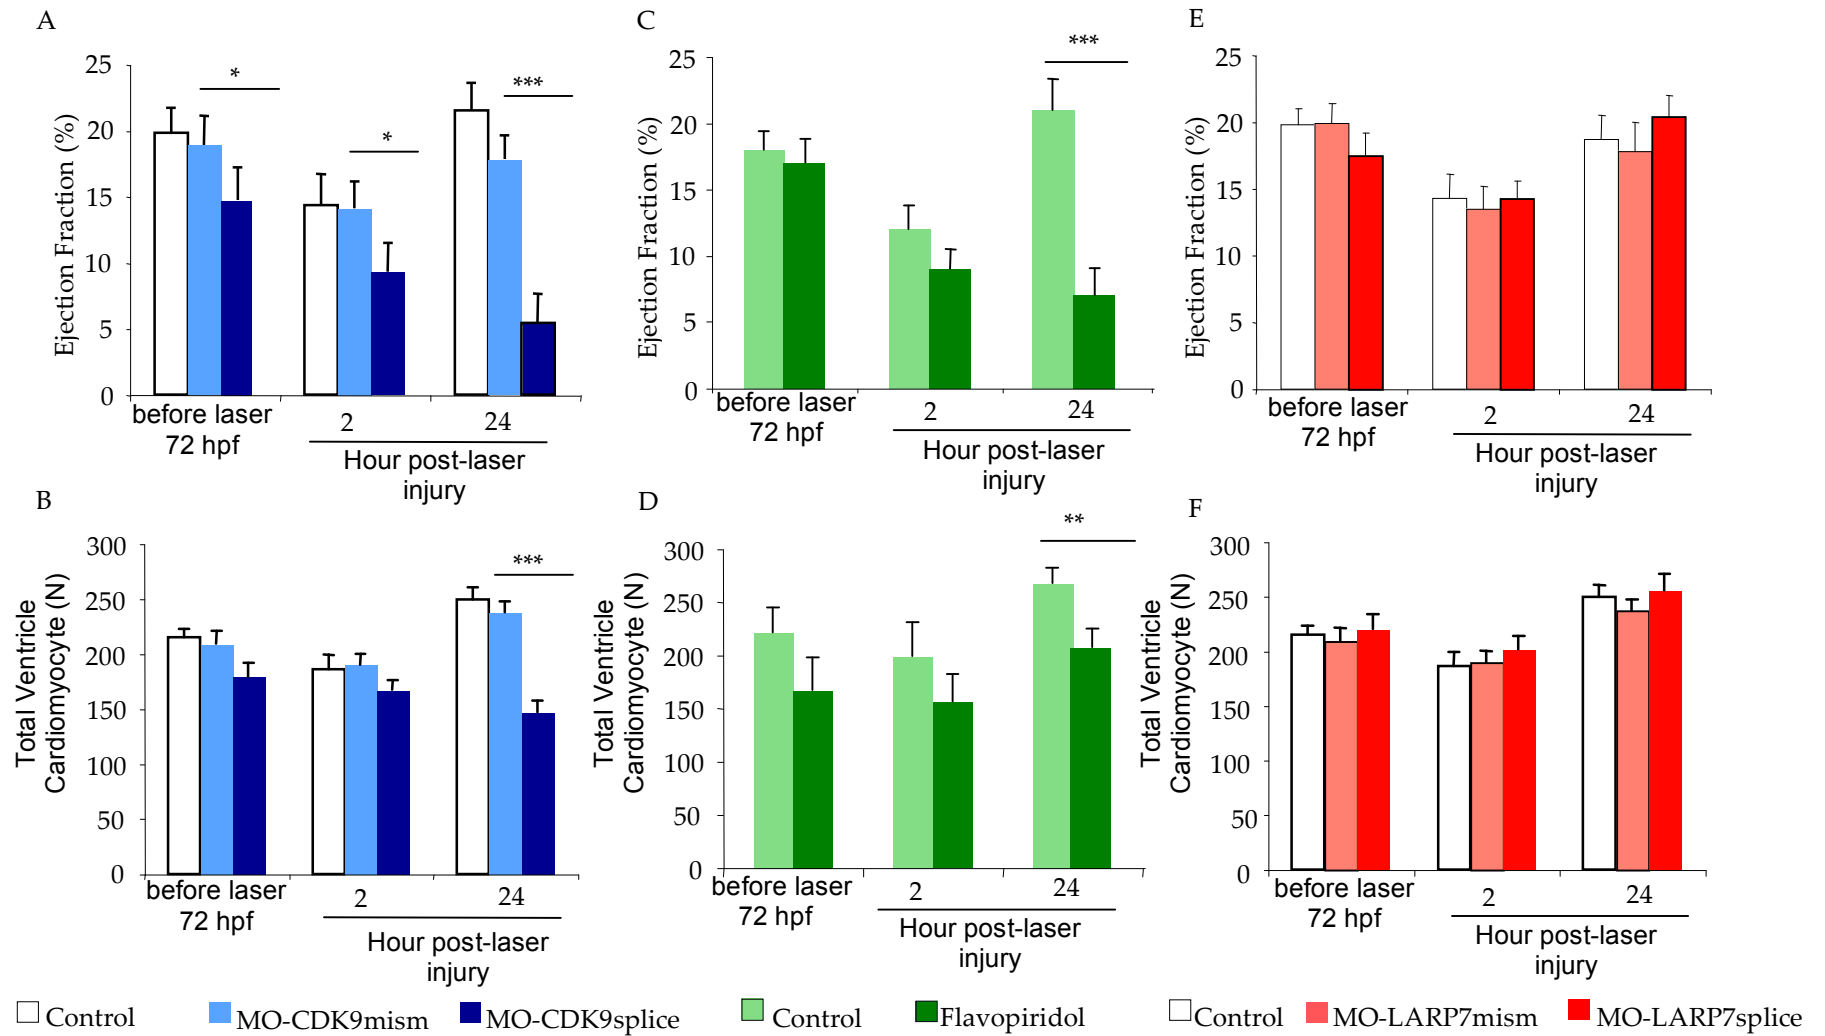 A
Ejection Fraction (%)
25
20
15
10
5
0
*
*
***
before laser
72 hpf
2
24
Hour post-laser
injury
C
Ejection Fraction (%)
25
20
15
10
5
0
***
before laser
72 hpf
2
24
Hour post-laser
injury
E
Ejection Fraction (%)
25
20
15
10
5
0
before laser
72 hpf
2
24
Hour post-laser
injury
B
Total Ventricle
Cardiomyocyte (N)
300
250
200
150
100
50
0
***
before laser
72 hpf
2
24
Hour post-laser
injury
D
Total Ventricle
Cardiomyocyte (N)
300
250
200
150
100
50
0
**
before laser
72 hpf
2
24
Hour post-laser
injury
F
Total Ventricle
Cardiomyocyte (N)
300
250
200
150
100
50
0
before laser
72 hpf
2
24
Hour post-laser
injury
Control MO-CDK9mism MO-CDK9splice Control Flavopiridol Control MO-LARP7mism MO-LARP7splice